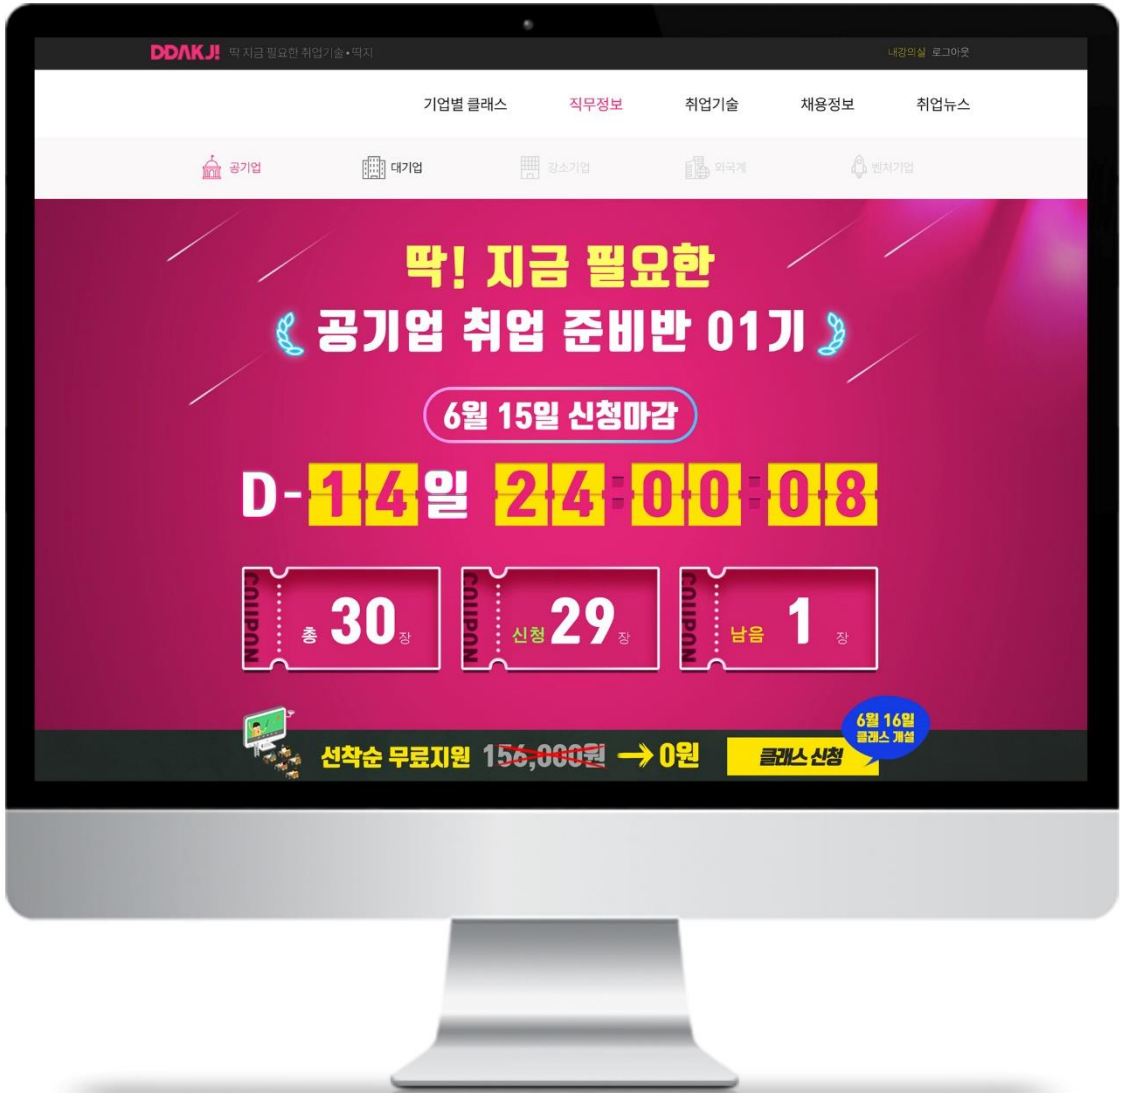 DDAKJ! 딱 지금 필요한 취업기술 • 딱지
내강의실 로그아웃
기업별 클래스 직무정보 취업기술 채용정보 취업뉴스
공기업 대기업 강소기업 외국계 벤처기업
딱! 지금 필요한
공기업 취업 준비반 01기
6월 15일 신청마감
D-14일 24:00:08
COUPON 총 30 장
COUPON 신청 29 장
COUPON 남음 1 장
6월 16일
클래스 개설
선착순 무료지원 156,000원 → 0원 클래스 신청